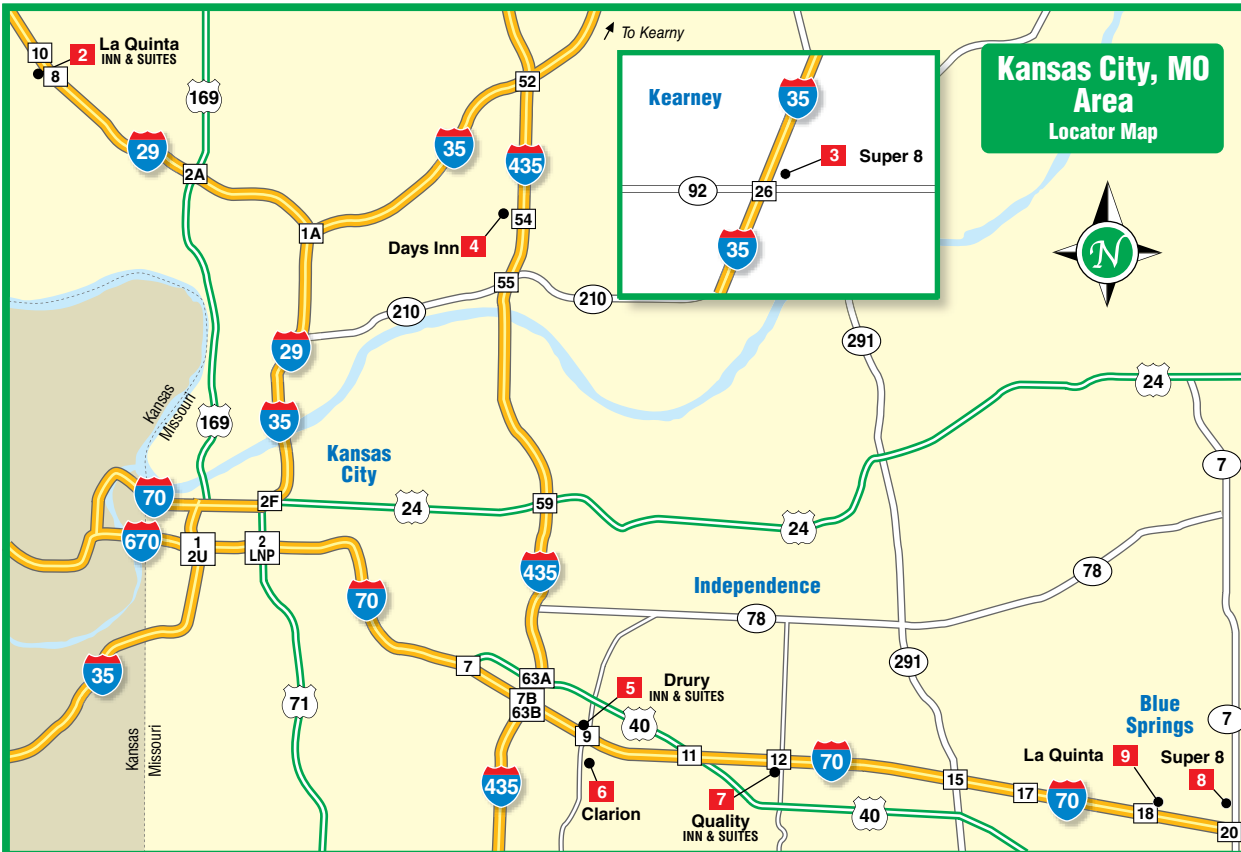 Kansas City, MO
Area
Locator Map
To Kearny
10
8
2
La Quinta
INN & SUITES
169
29
2A
35
52
435
1A
54
Days Inn
4
55
210
210
Kearney
35
3
Super 8
92
26
35
N
291
24
7
29
35
Kansas
Missouri
169
Kansas
City
70
2F
24
59
24
670
1
2U
2
LNP
70
435
Independence
78
78
291
35
71
7
63A
7B
63B
5
Drury
INN & SUITES
40
9
6
Clarion
435
11
12
70
7
Quality
INN & SUITES
40
15
17
70
Blue
Springs
7
La Quinta
9
Super 8
8
18
20
Kansas
Missouri